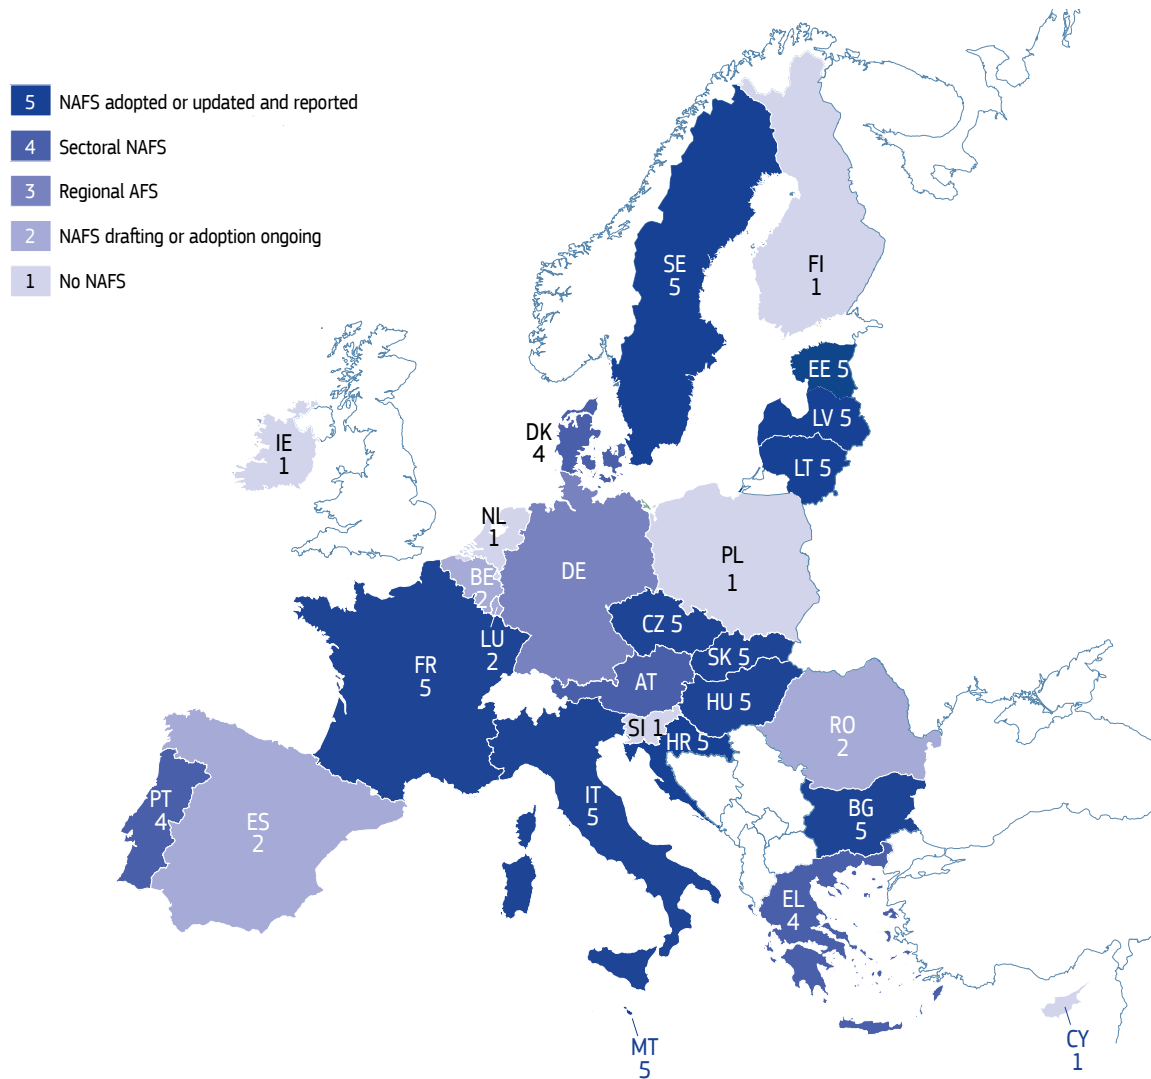 5 NAFS adopted or updated and reported
4 Sectoral NAFS
3 Regional AFS
2 NAFS drafting or adoption ongoing
1 No NAFS
SE
5
FI
1
EE 5
LV 5
LT 5
DK
4
IE
1
NL
1
BE
2
LU
2
DE
PL
1
CZ 5
SK 5
AT
HU 5
SI 1
HR 5
FR
5
RO
2
BG
5
IT
5
PT
4
ES
2
EL
4
MT
5
CY
1